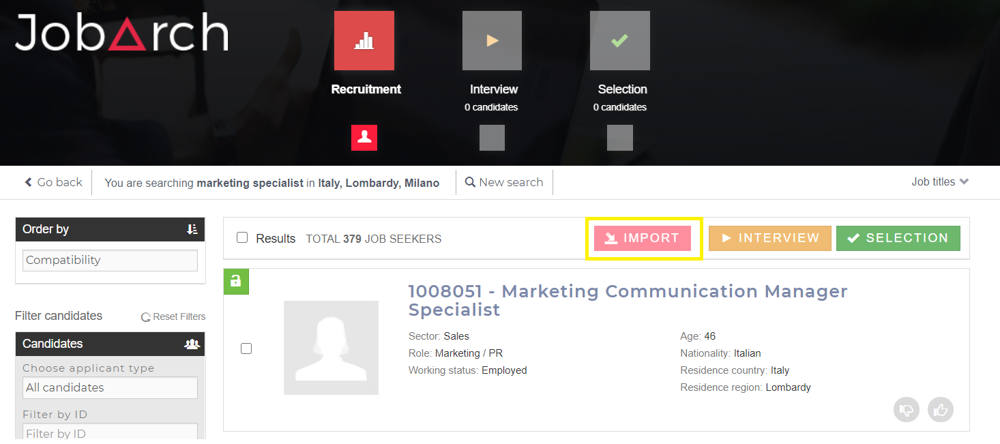 JobArch
Recruitment
Interview
0 candidates
Selection
0 candidates
Go back
You are searching marketing specialist in Italy, Lombardy, Milano
New search
Job titles
Order by
Compatibility
Filter candidates
Reset Filters
Candidates
Choose applicant type
All candidates
Filter by ID
Filter by ID
Results TOTAL 379 JOB SEEKERS
IMPORT
INTERVIEW
SELECTION
1008051 - Marketing Communication Manager
Specialist
Sector: Sales
Role: Marketing / PR
Working status: Employed
Age: 46
Nationality: Italian
Residence country: Italy
Residence region: Lombardy